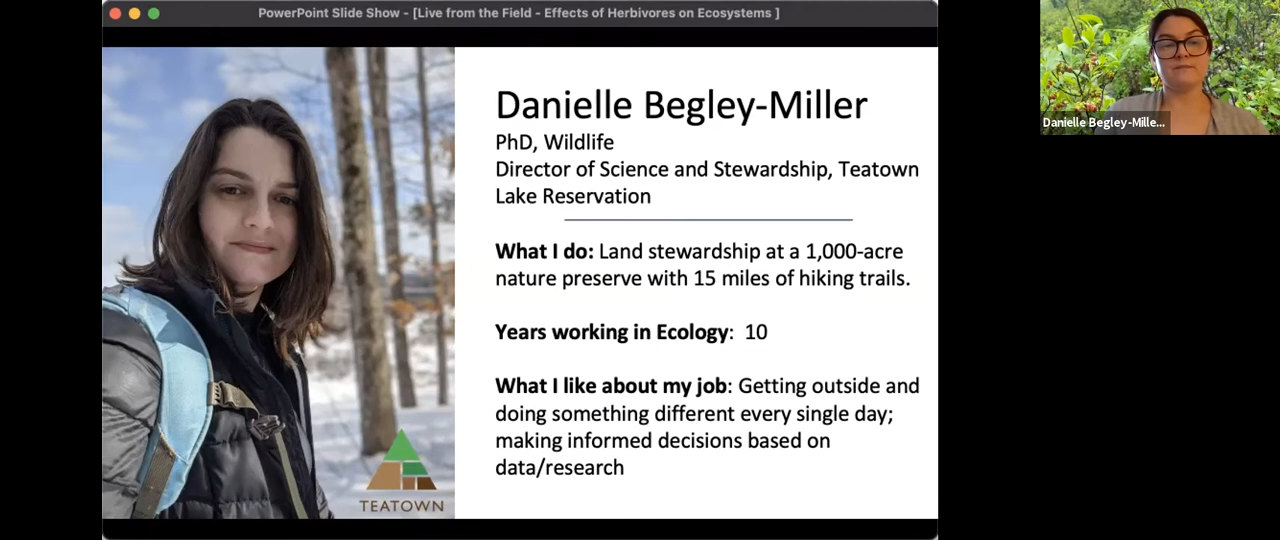 PowerPoint Slide Show - [Live from the Field - Effects of Herbivores on Ecosystems ]
Danielle Begley-Miller
PhD, Wildlife
Director of Science and Stewardship, Teatown
Lake Reservation
What I do: Land stewardship at a 1,000-acre
nature preserve with 15 miles of hiking trails.
Years working in Ecology:  10
What I like about my job: Getting outside and
doing something different every single day;
making informed decisions based on
data/research
TEATOWN
Danielle Begley-Mille...